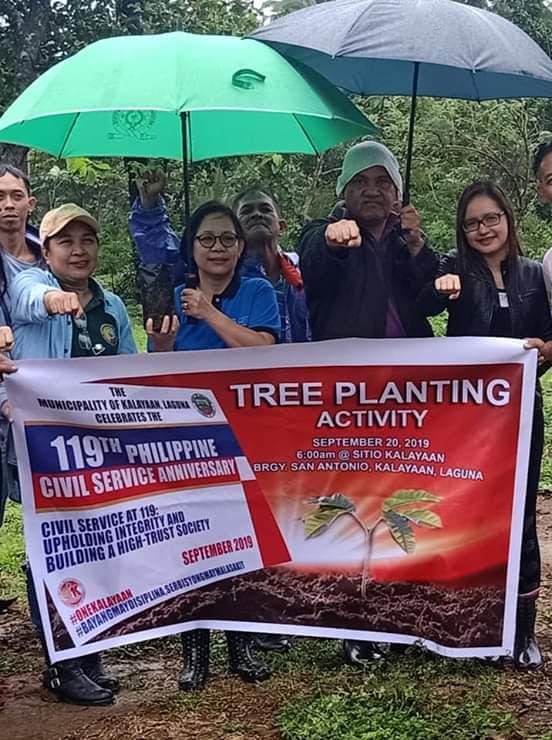 THE
MUNICIPALITY OF KALAYAAN, LAGUNA
CELEBRATES THE
119TH PHILIPPINE
CIVIL SERVICE ANNIVERSARY
CIVIL SERVICE AT 119:
UPHOLDING INTEGRITY AND
BUILDING A HIGH-TRUST SOCIETY
SEPTEMBER 2019
#ONEKALAYAAN
#BAYANGMAYDISIPLINA.SERBISYONGMAYMALASAKIT
TREE PLANTING
ACTIVITY
SEPTEMBER 20, 2019
6:00am @ SITIO KALAYAAN
BRGY. SAN ANTONIO, KALAYAAN, LAGUNA